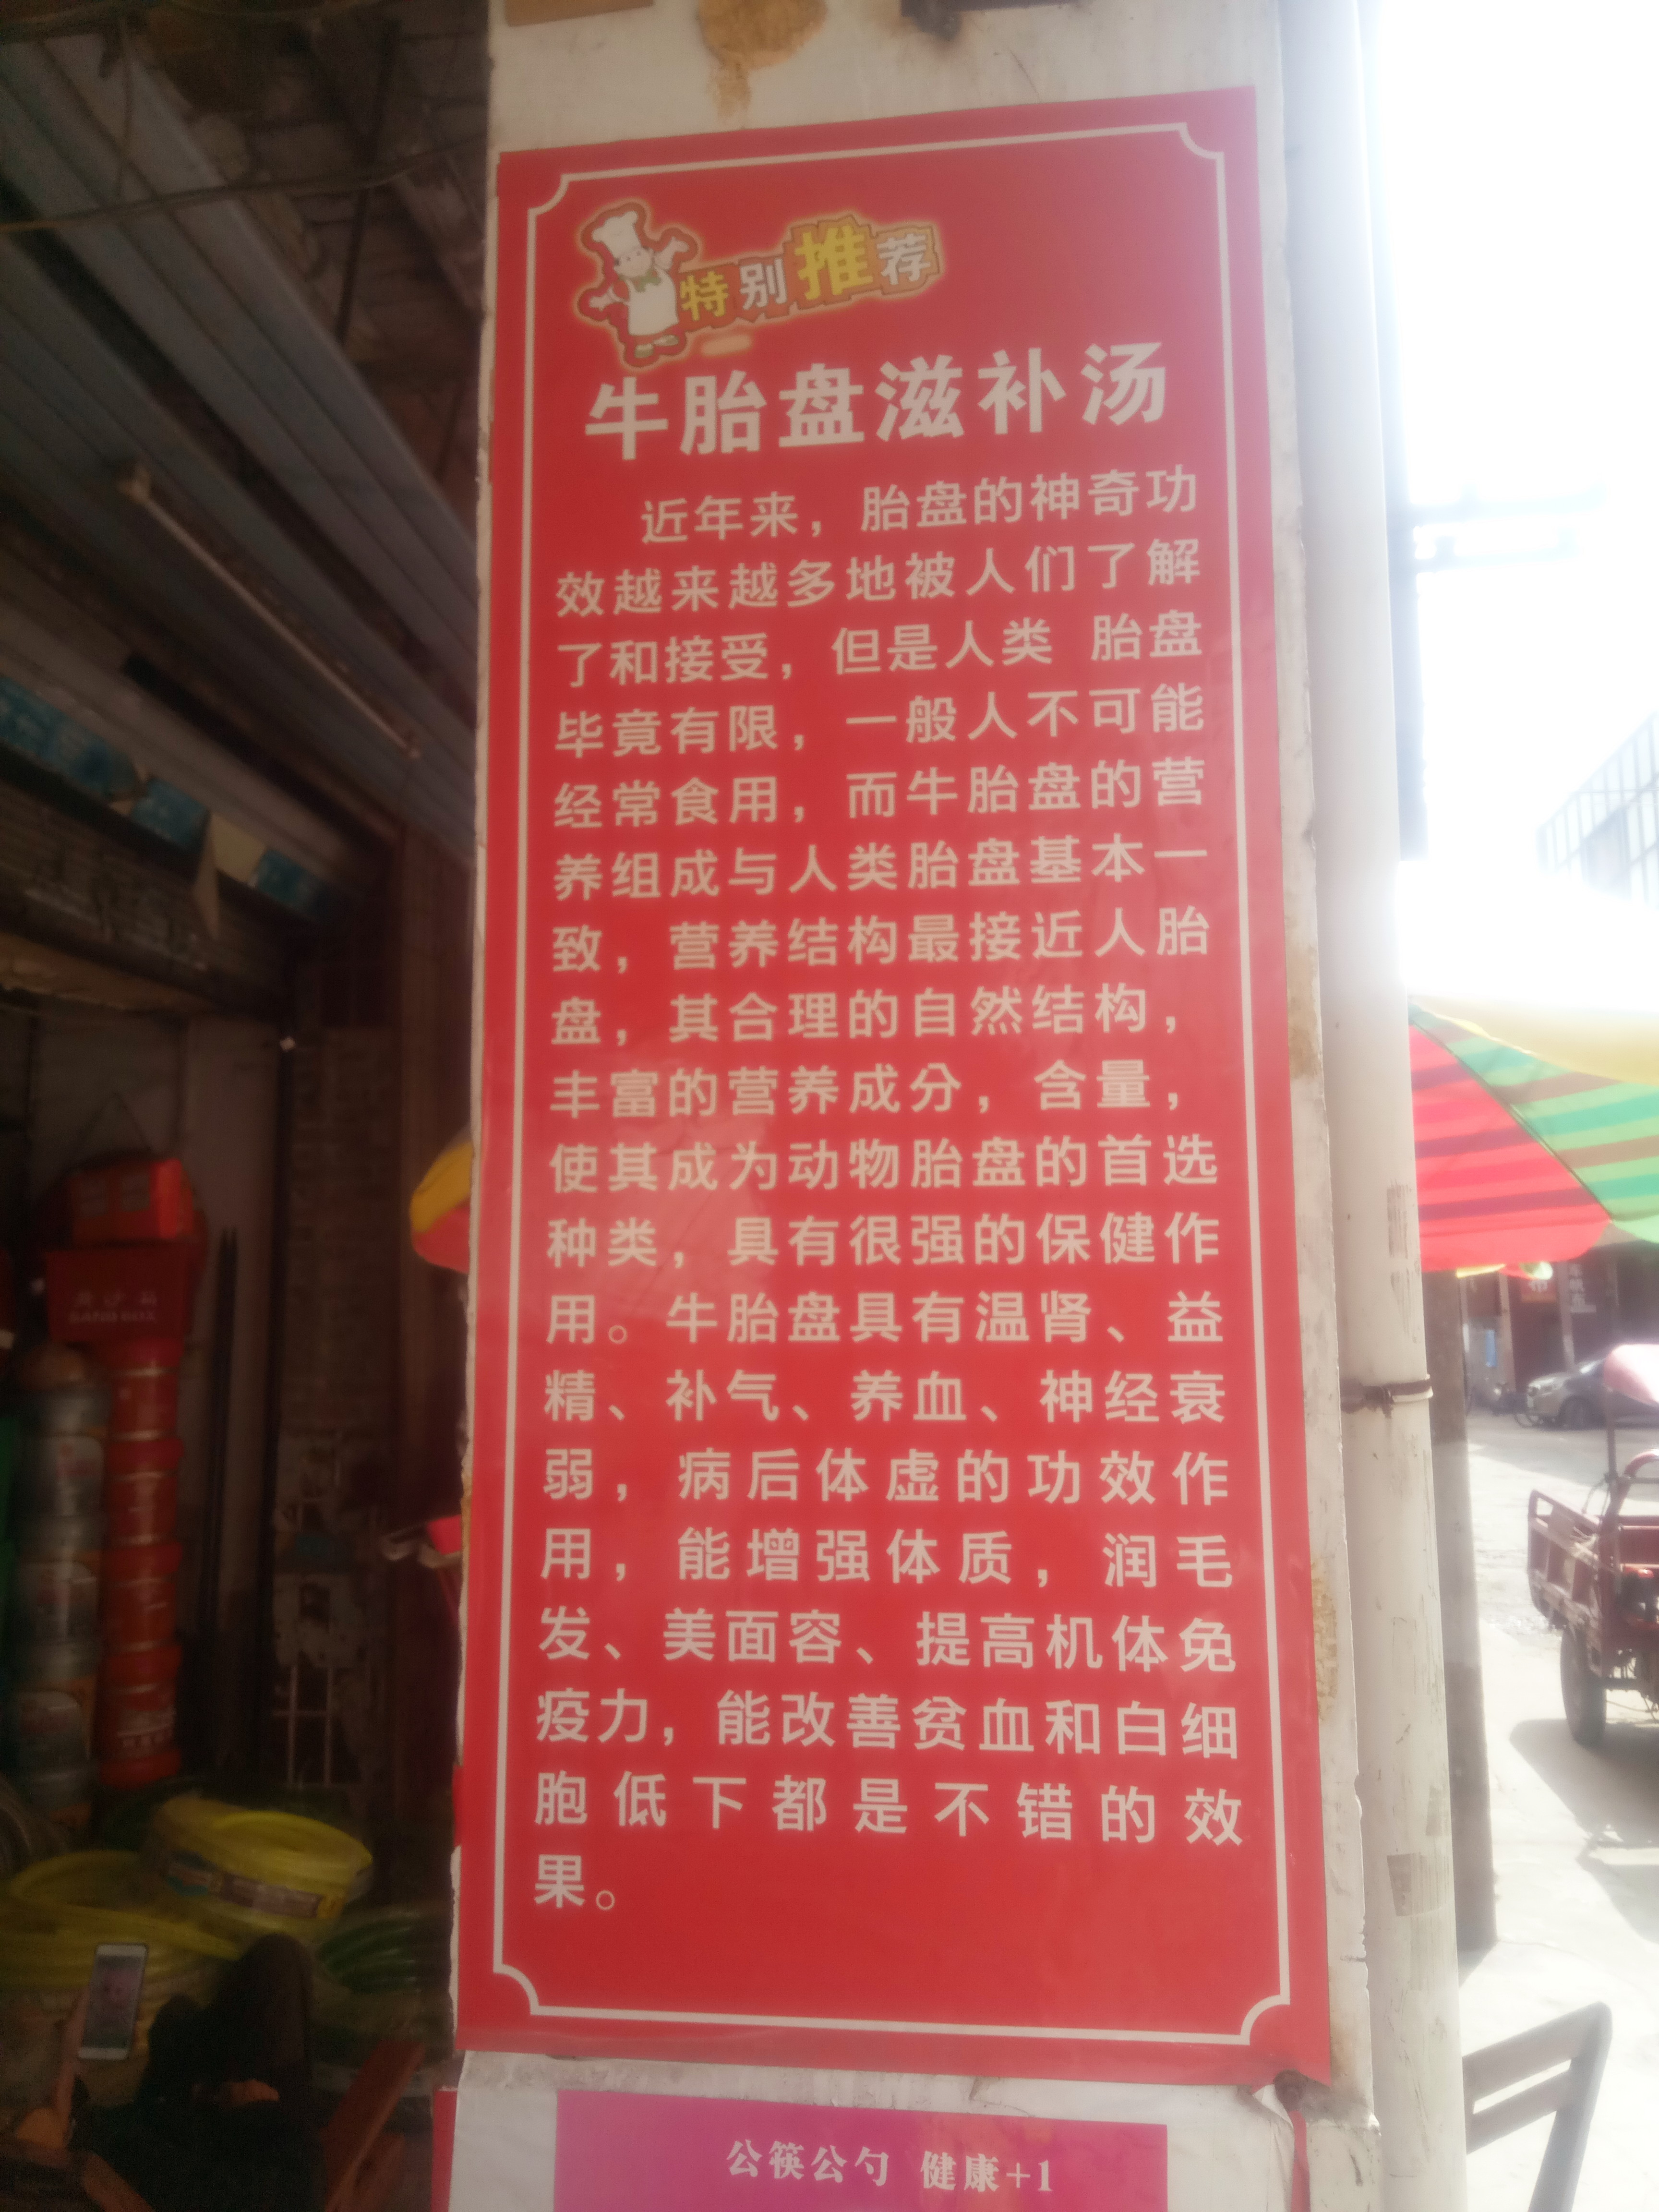 特别推荐
牛胎盘滋补汤
近年来，胎盘的神奇功
效越来越多地被人们了解
了和接受，但是人类 胎盘
毕竟有限，一般人不可能
经常食用，而牛胎盘的营
养组成与人类胎盘基本一
致，营养结构最接近人胎
盘，其合理的自然结构，
丰富的营养成分，含量，
使其成为动物胎盘的首选
种类，具有很强的保健作
用。牛胎盘具有温肾、益
精、补气、养血、神经衰
弱，病后体虚的功效作
用，能增强体质，润毛
发、美面容、提高机体免
疫力，能改善贫血和白细
胞低下都是不错的效
果。
公筷公勺 健康+1
SAND BOX